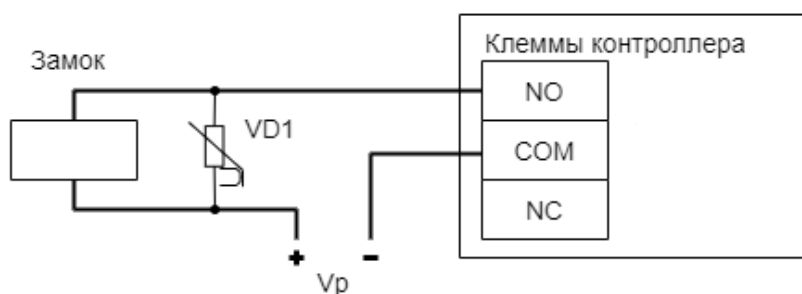 Клеммы контроллера
Замок
NO
VD1
COM
NC
+ -
Vp